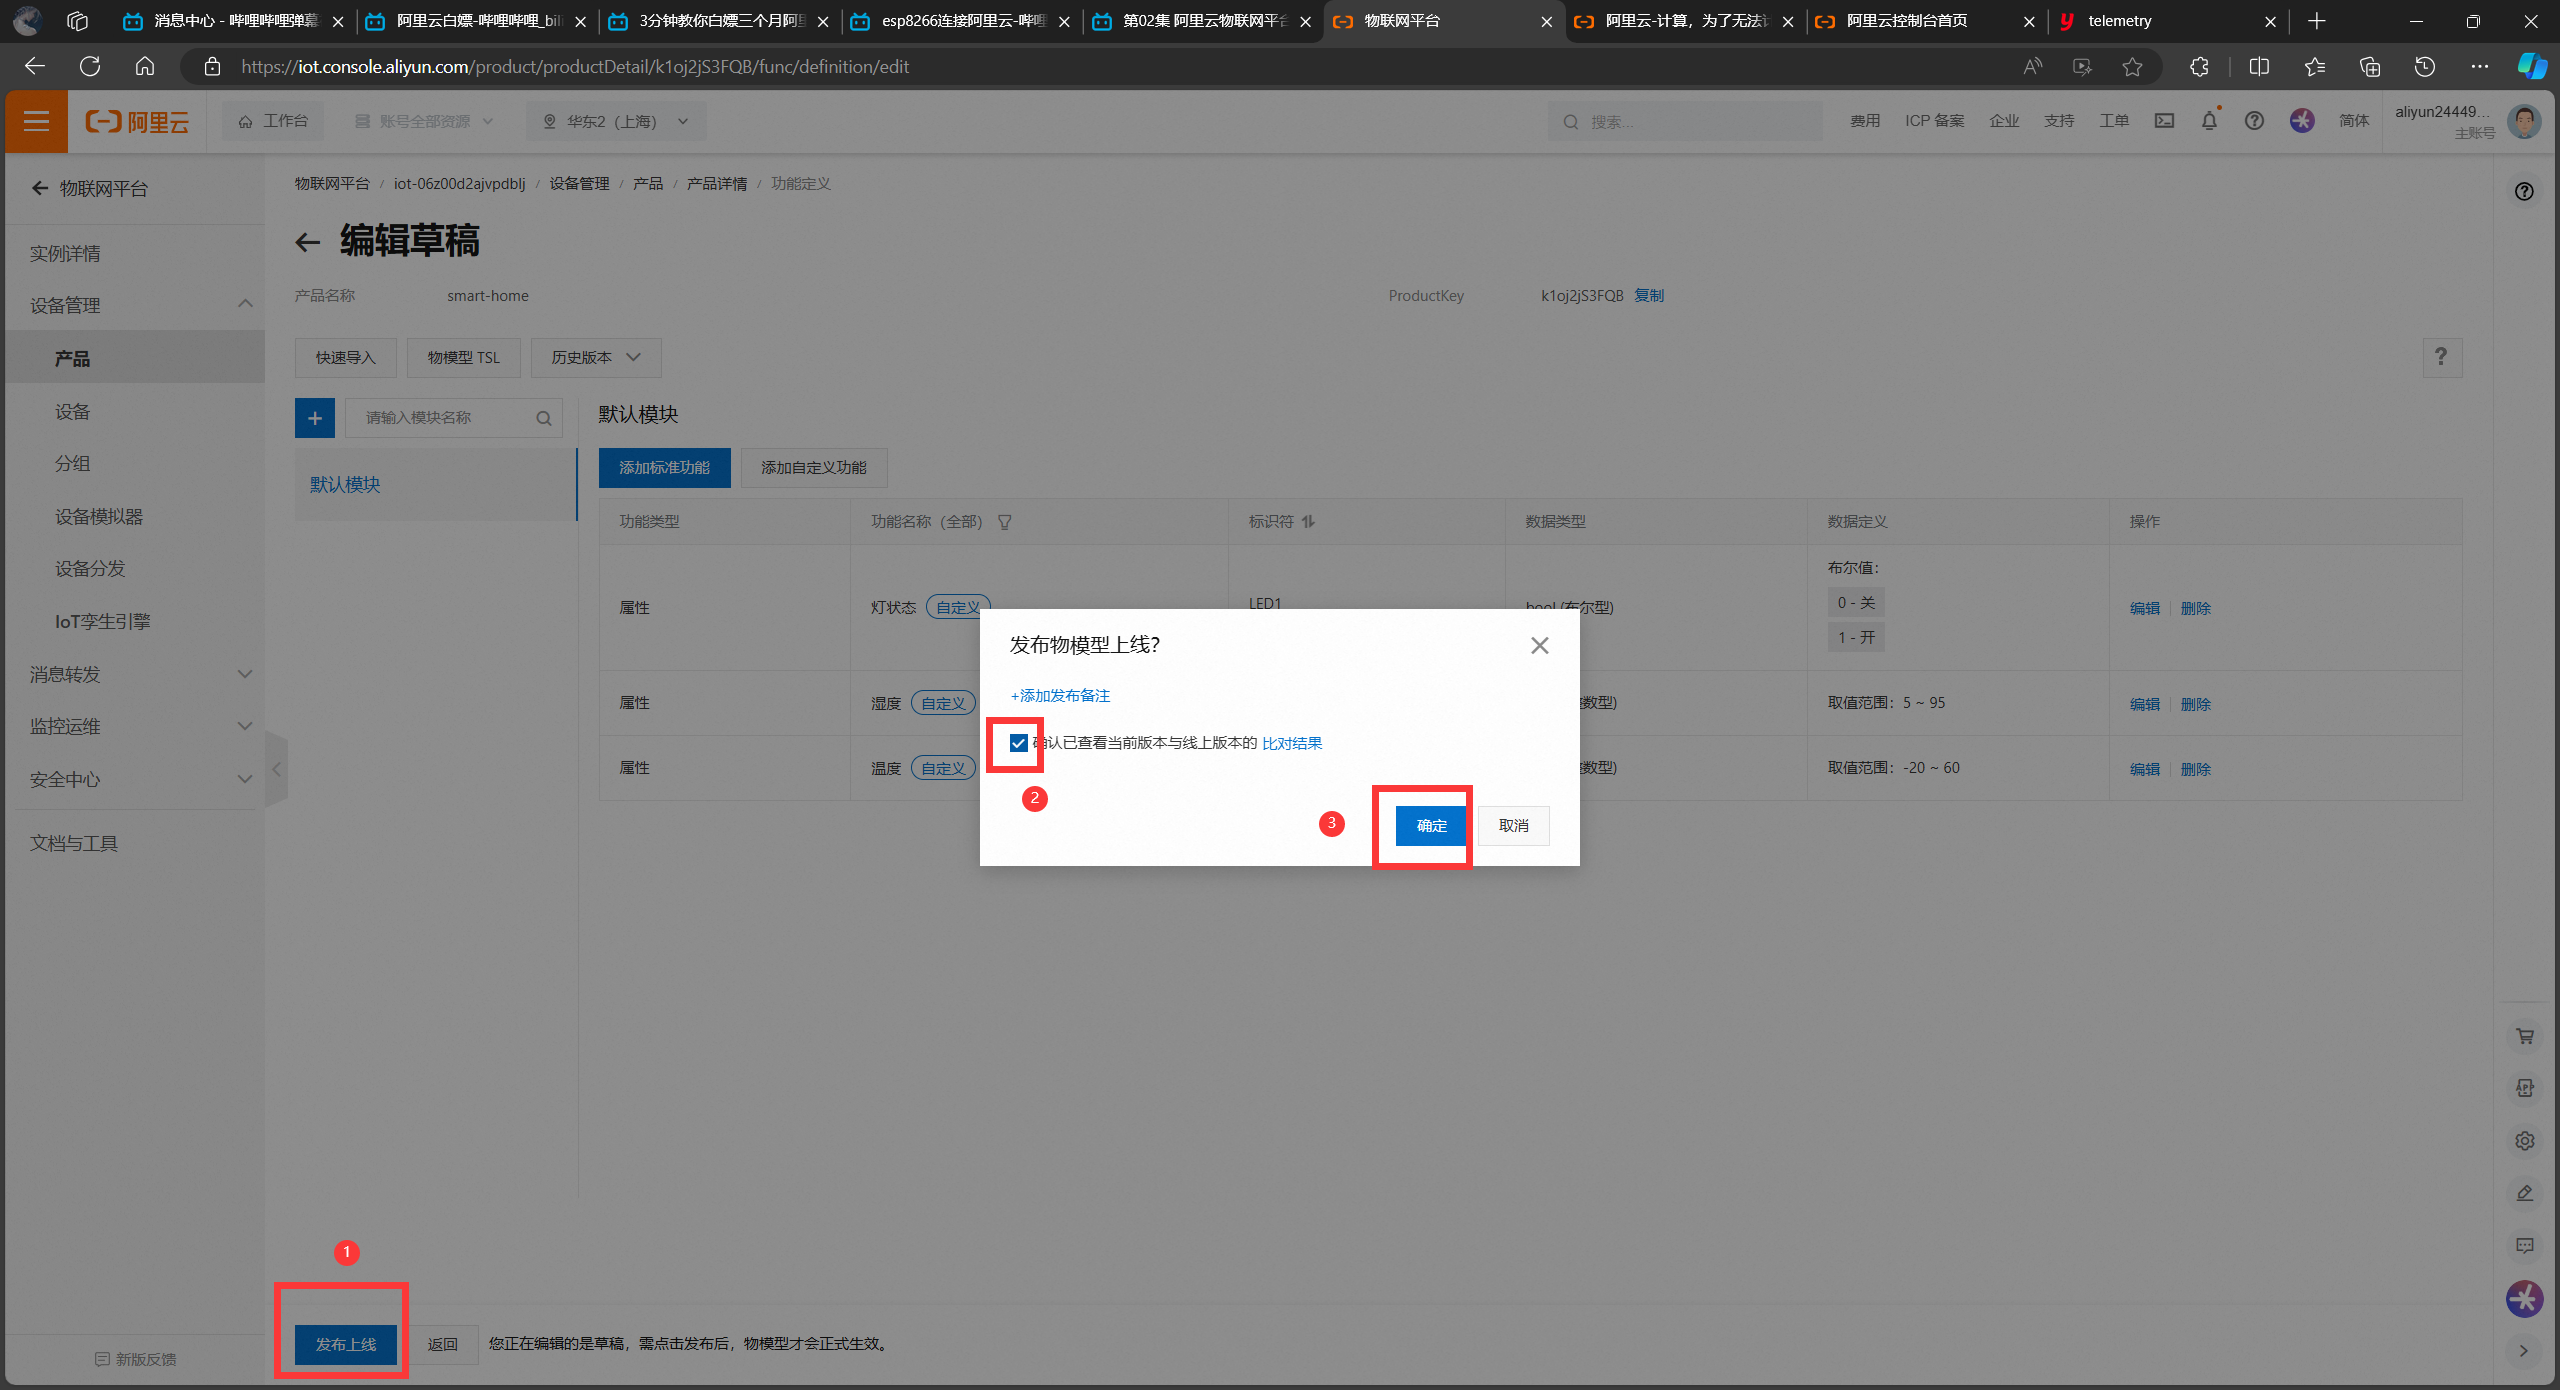 消息中心 - 哔哩哔哩弹幕
阿里云白嫖-哔哩哔哩_bili
3分钟教你白嫖三个月阿里
esp8266连接阿里云-哔哩
第02集 阿里云物联网平台
物联网平台
阿里云-计算，为了无法计
阿里云控制台首页
telemetry
https://iot.console.aliyun.com/product/productDetail/k1oj2jS3FQB/func/definition/edit
阿里云
工作台
账号全部资源
华东2（上海）
搜索...
费用
ICP 备案
企业
支持
工单
简体
aliyun24449...
主账号
物联网平台
物联网平台 / iot-06z00d2ajvpdblj / 设备管理 / 产品 / 产品详情 / 功能定义
编辑草稿
实例详情
产品名称 smart-home ProductKey k1oj2jS3FQB 复制
设备管理
产品
快速导入 物模型 TSL 历史版本
?
设备
请输入模块名称
默认模块
分组
默认模块
添加标准功能 添加自定义功能
设备模拟器
功能类型 功能名称（全部） 标识符 数据类型 数据定义 操作
设备分发
布尔值：
0 - 关
属性 灯状态 自定义 LED1 bool (布尔型) 编辑 删除
1 - 开
IoT孪生引擎
发布物模型上线？
消息转发
+添加发布备注
属性 湿度 自定义 数型) 取值范围：5 ~ 95 编辑 删除
监控运维
确认已查看当前版本与线上版本的 比对结果
属性 温度 自定义 数型) 取值范围：-20 ~ 60 编辑 删除
安全中心
2
3
确定 取消
文档与工具
APP
1
发布上线 返回 您正在编辑的是草稿，需点击发布后，物模型才会正式生效。
新版反馈